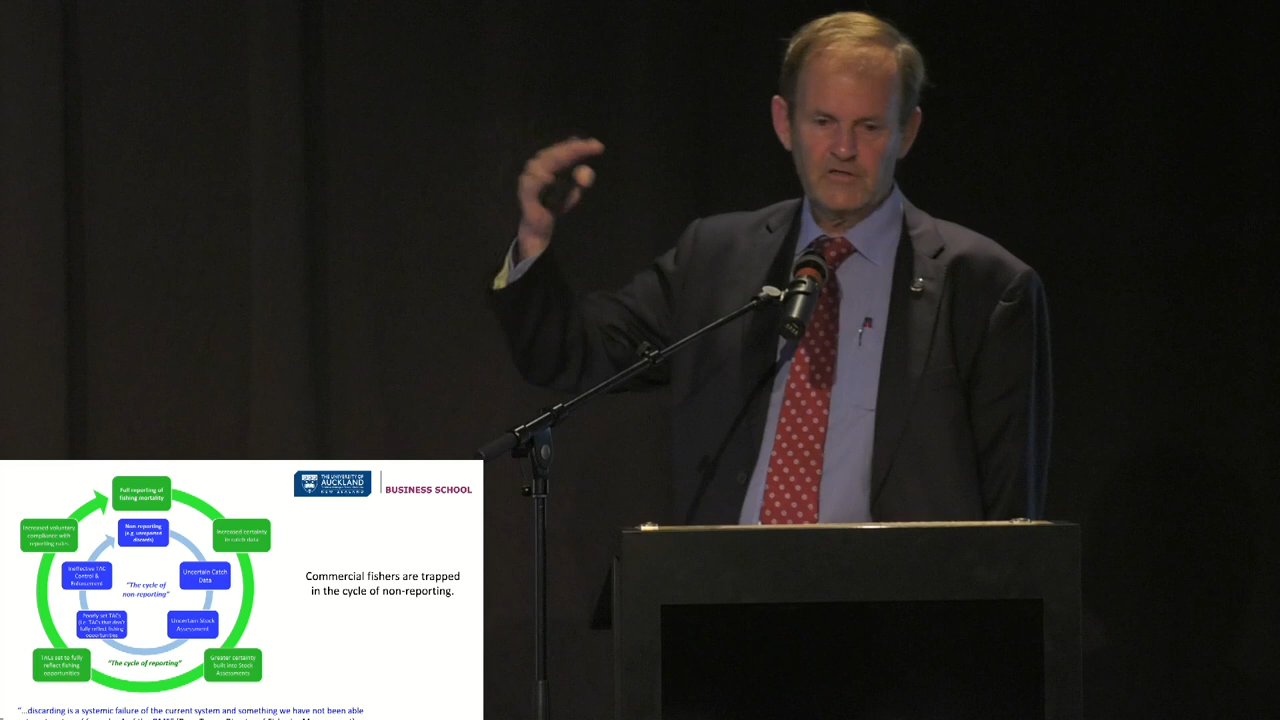 THE UNIVERSITY OF
AUCKLAND
NEW ZEALAND
BUSINESS SCHOOL
Full reporting of
fishing mortality
Increased voluntary
compliance with
reporting rules.
Non-reporting
(e.g. unreported
discards)
Increased certainty
in catch data
Ineffective TAC
Control &
Enforcement
"The cycle of
non-reporting"
Uncertain Catch
Data
Commercial fishers are trapped
in the cycle of non-reporting.
Poorly set TACs
(i.e. TACs that don't
fully reflect fishing
opportunities
Uncertain Stock
Assessment
TACs set to fully
reflect fishing
opportunities
"The cycle of reporting"
Greater certainty
built into Stock
Assessments
"...discarding is a systemic failure of the current system and something we have not been able